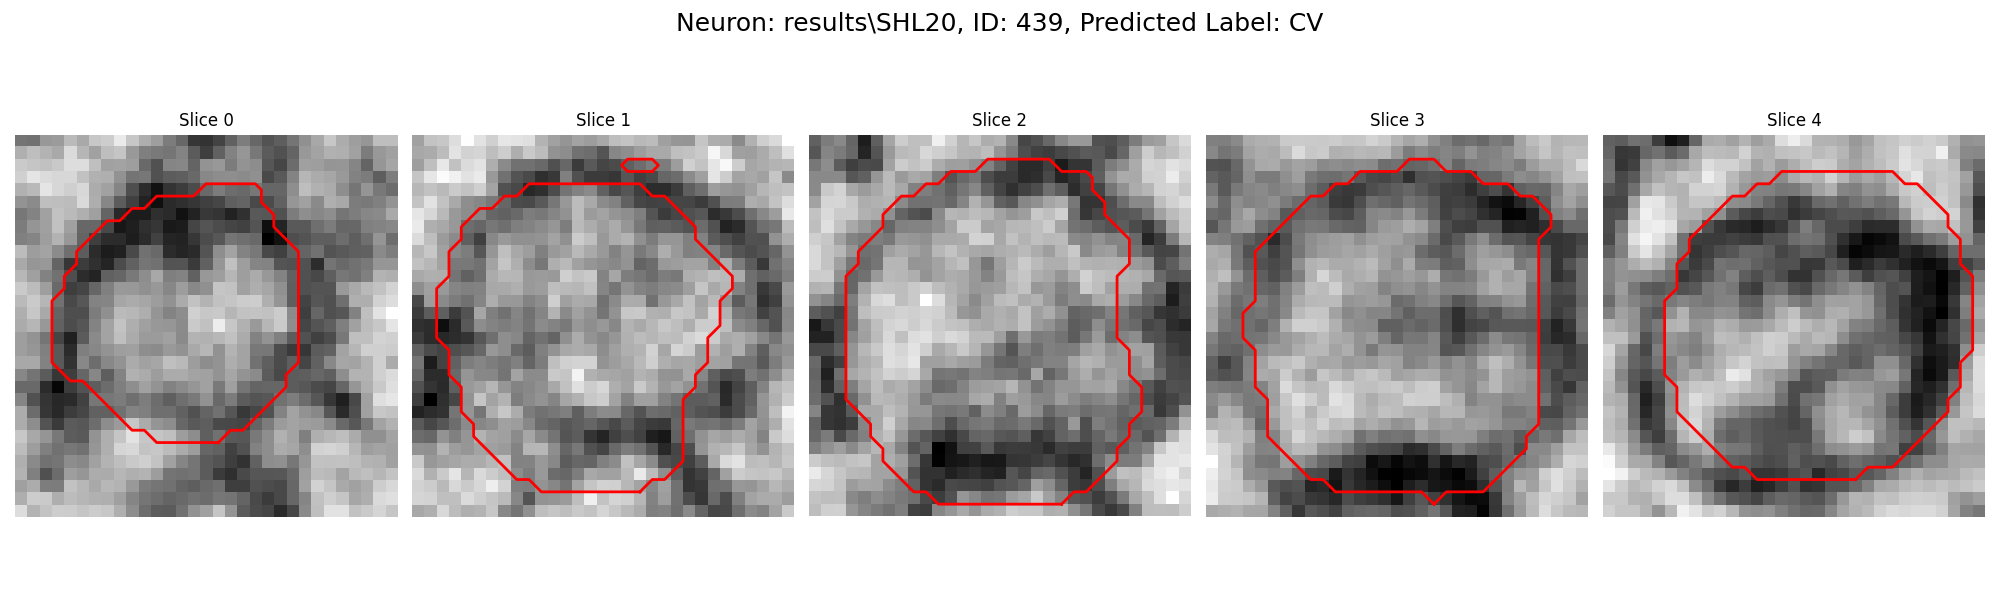 Neuron: results\SHL20, ID: 439, Predicted Label: CV
Slice 0
Slice 1
Slice 2
Slice 3
Slice 4